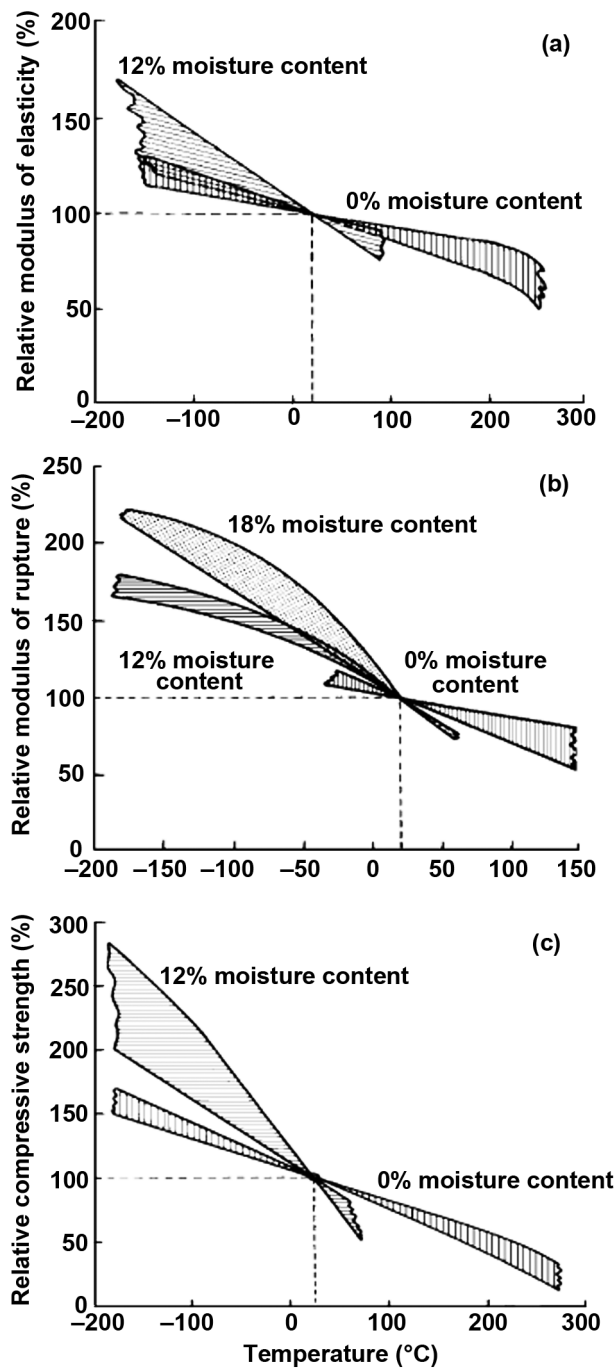 Relative modulus of elasticity (%)
200
150
100
50
0
(a)
12% moisture content
0% moisture content
–200
–100
0
100
200
300
Relative modulus of rupture (%)
250
200
150
100
50
0
(b)
18% moisture content
12% moisture
content
0% moisture
content
–200
–150
–100
–50
0
50
100
150
Relative compressive strength (%)
300
250
200
150
100
50
0
(c)
12% moisture content
0% moisture content
–200
–100
0
100
200
300
Temperature (°C)